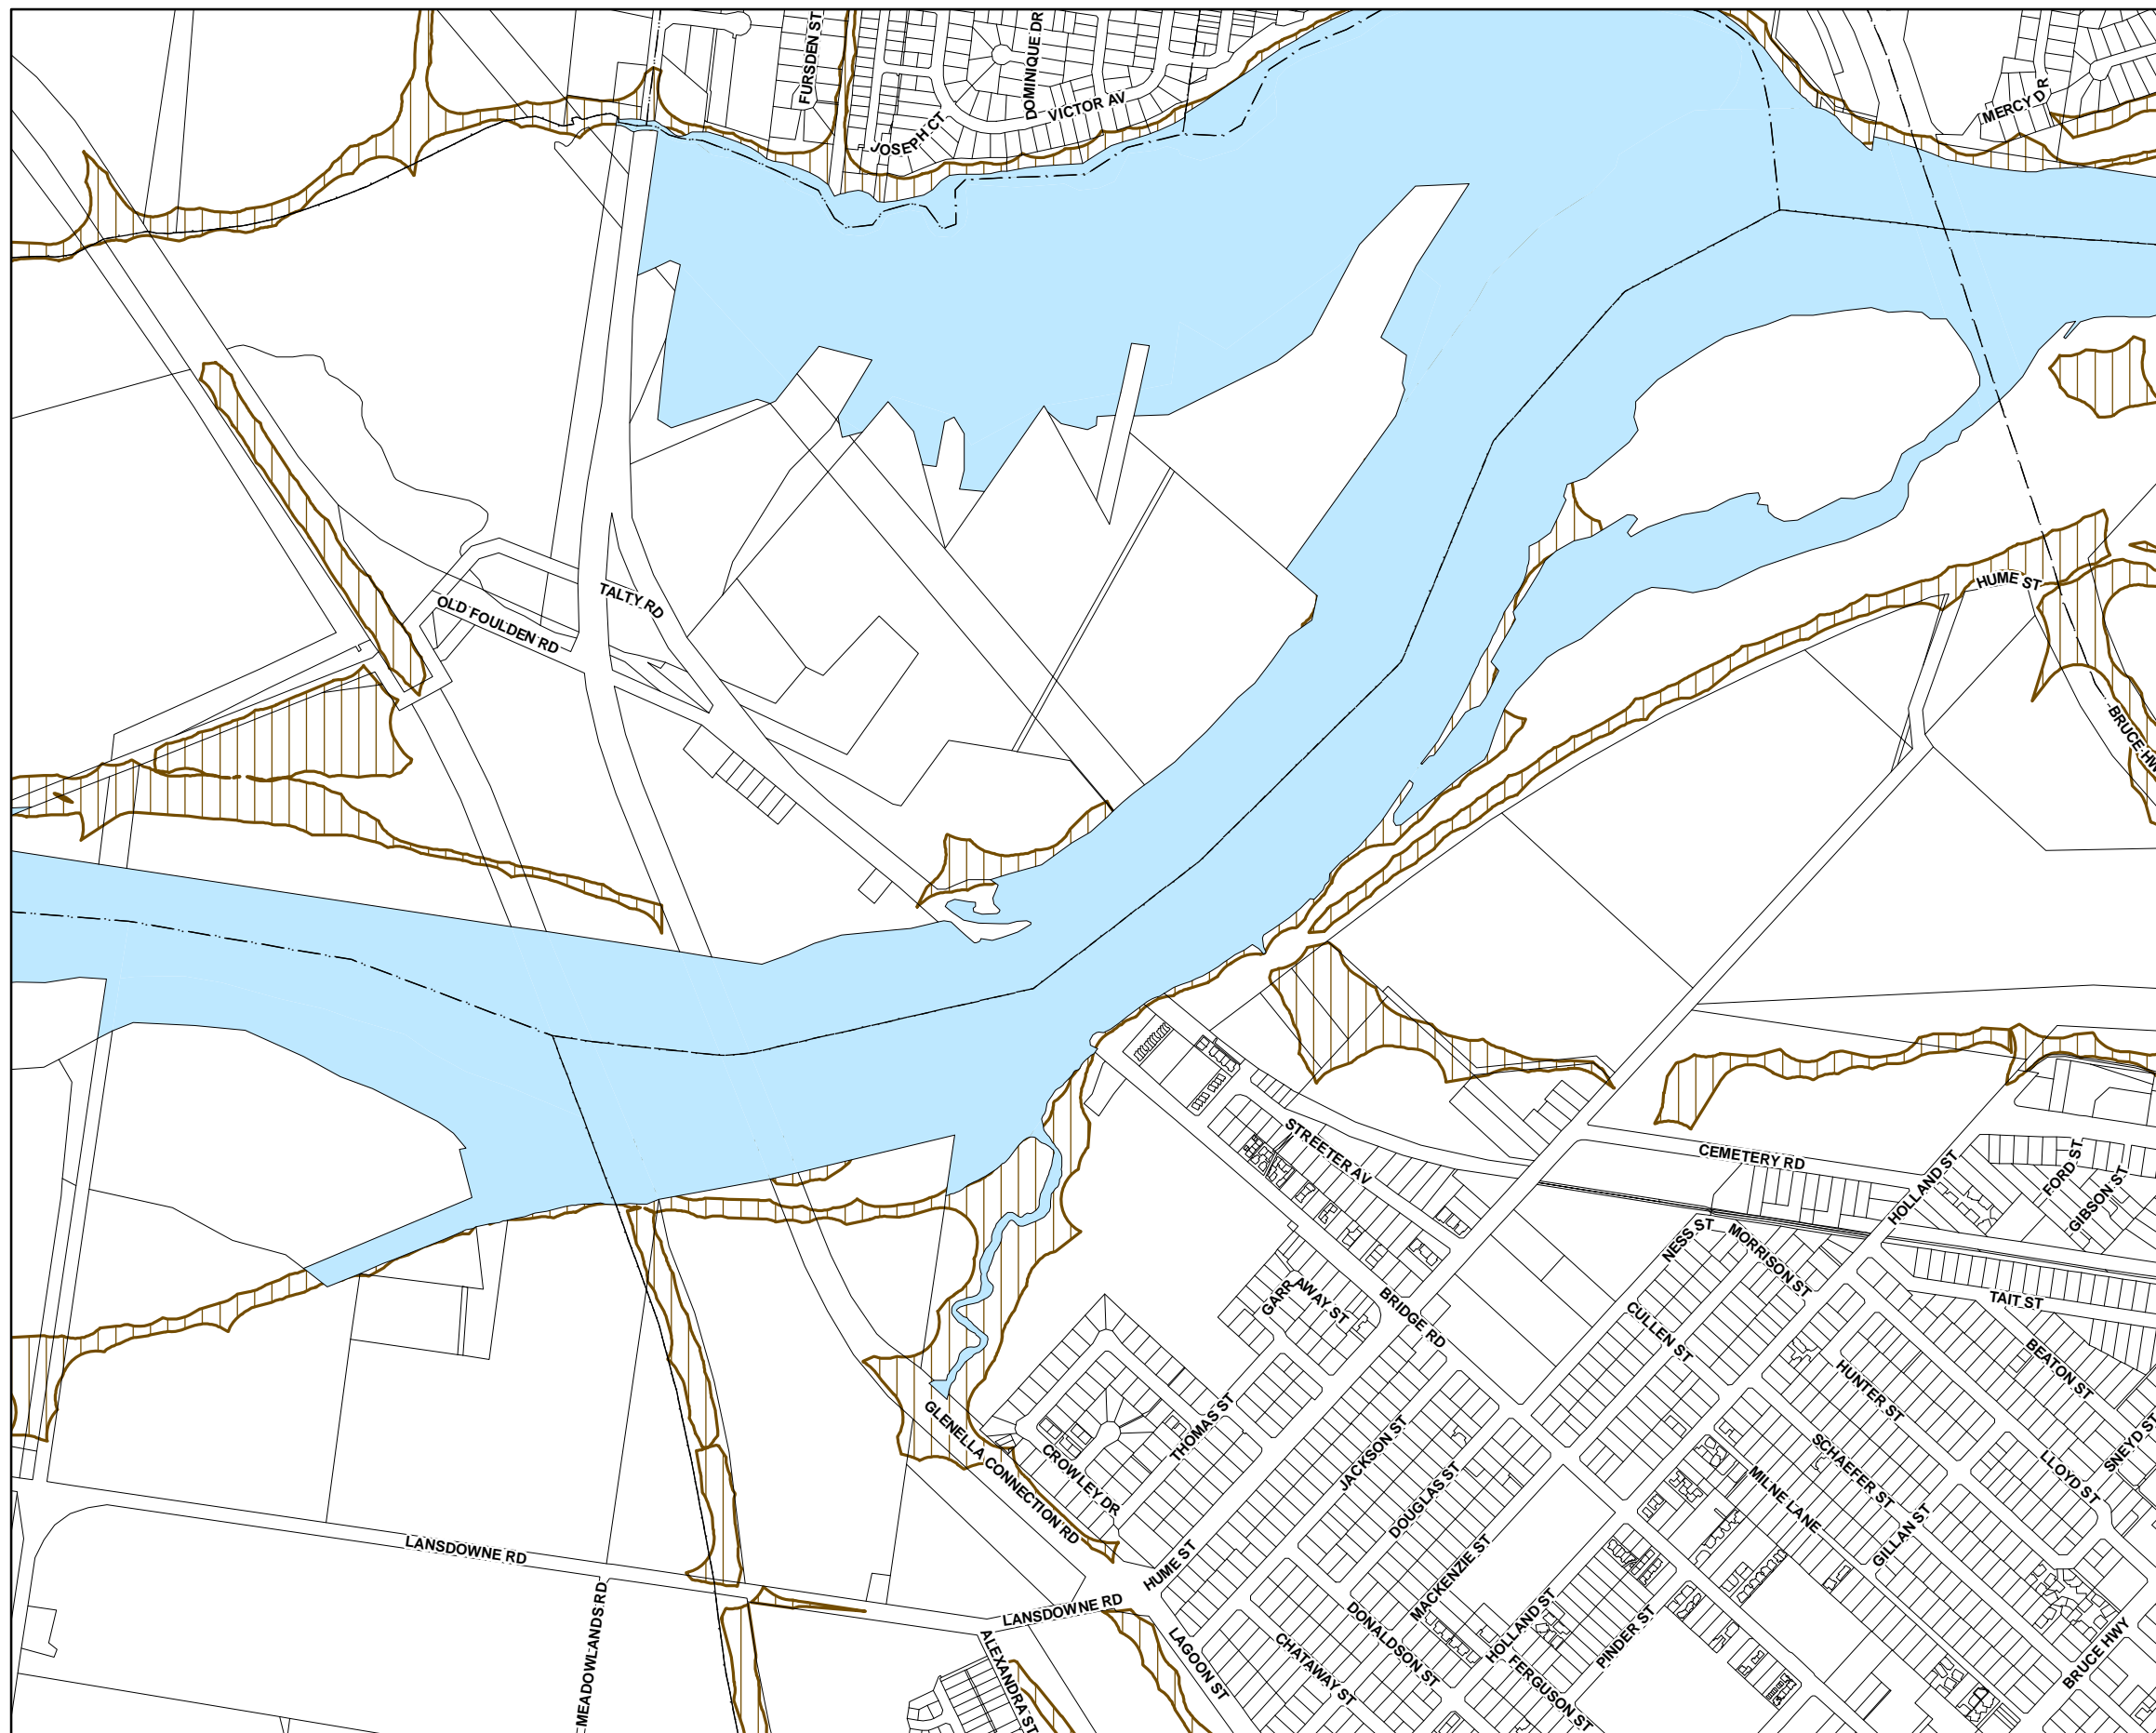 FURSDEN ST
DOMINIQUE DR
VICTOR AV
JOSEPH CT
MERCY DR
HUME ST
TALTY RD
OLD FOULDEN RD
BRUCE HWY
STREETER AV
CEMETERY RD
HOLLAND ST
FORD ST
GIBSON ST
NESS ST
MORRISON ST
GARRAWAY ST
BRIDGE RD
CULLEN ST
TAIT ST
BEATON ST
HUNTER ST
GLENELLA CONNECTION RD
CROWLEY DR
THOMAS ST
JACKSON ST
DOUGLAS ST
SCHAEFER ST
MILNE LANE
LLOYD ST
SNEYD ST
GILLAN ST
LANSDOWNE RD
HUME ST
MACKENZIE ST
MEADOWLANDS RD
LANSDOWNE RD
ALEXANDRA ST
LAGOON ST
CHATAWAY ST
DONALDSON ST
HOLLAND ST
FERGUSON ST
PINDER ST
BRUCE HWY